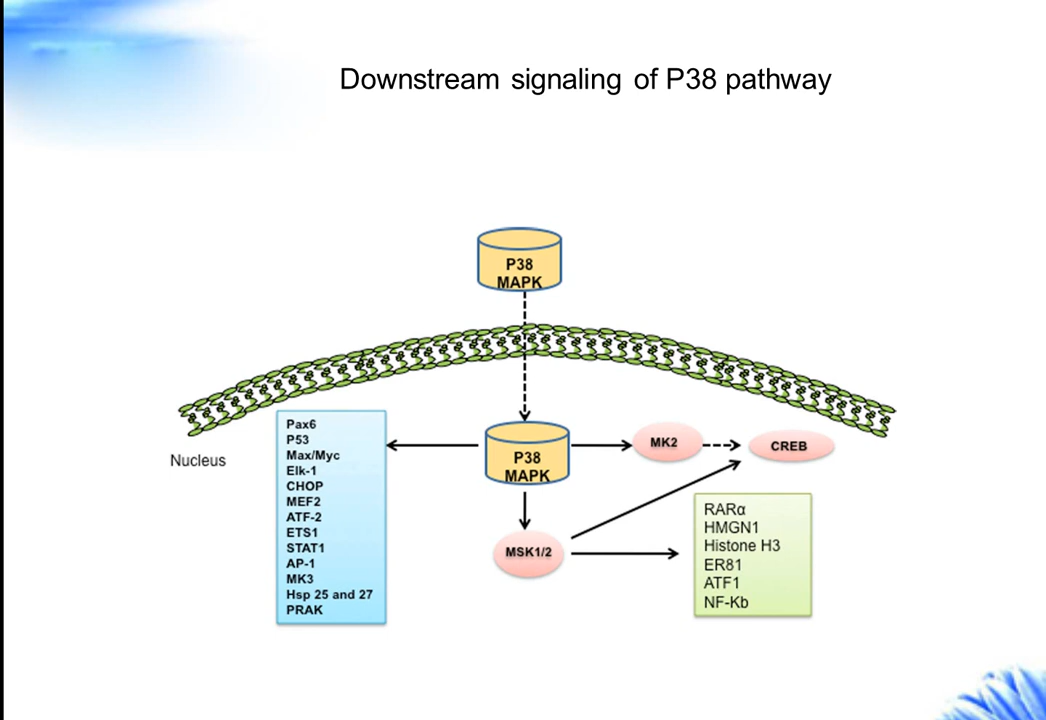 Downstream signaling of P38 pathway
P38
MAPK
Nucleus
Pax6
P53
Max/Myc
Elk-1
CHOP
MEF2
ATF-2
ETS1
STAT1
AP-1
MK3
Hsp 25 and 27
PRAK
P38
MAPK
MK2
CREB
MSK1/2
RARα
HMGN1
Histone H3
ER81
ATF1
NF-Kb